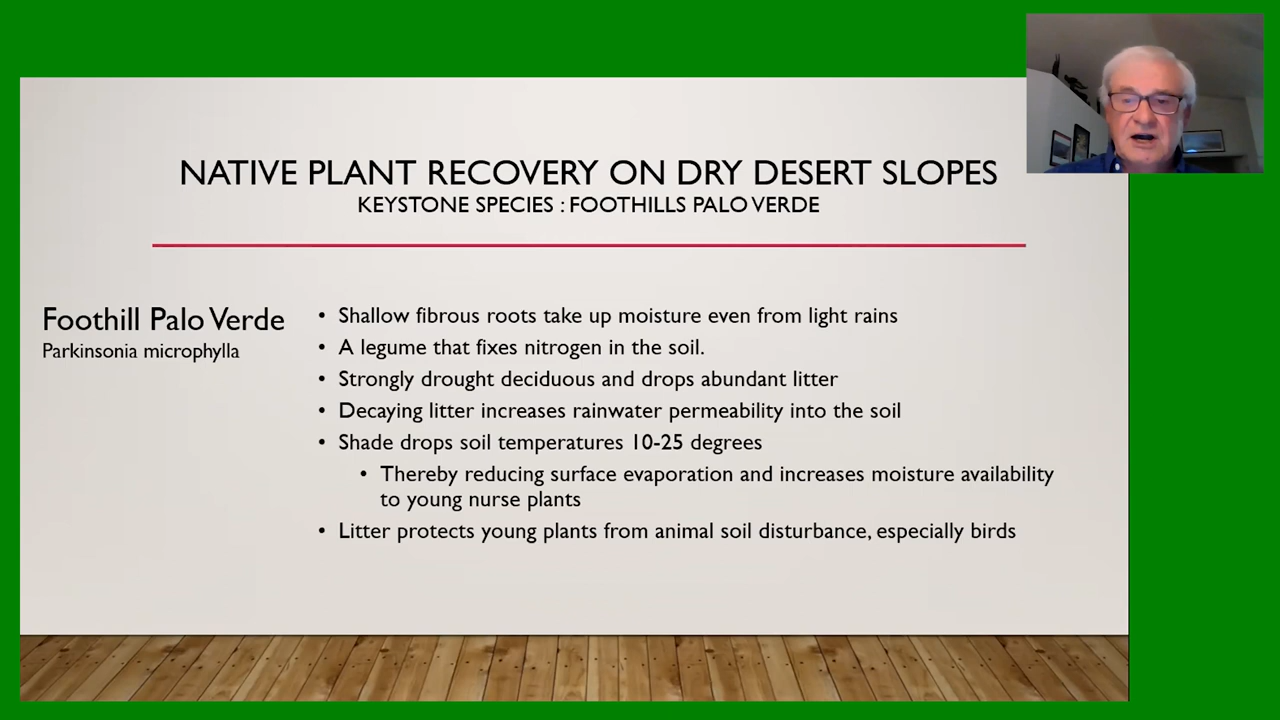 NATIVE PLANT RECOVERY ON DRY DESERT SLOPES
KEYSTONE SPECIES : FOOTHILLS PALO VERDE
Foothill Palo Verde
Parkinsonia microphylla
• Shallow fibrous roots take up moisture even from light rains
• A legume that fixes nitrogen in the soil.
• Strongly drought deciduous and drops abundant litter
• Decaying litter increases rainwater permeability into the soil
• Shade drops soil temperatures 10-25 degrees
• Thereby reducing surface evaporation and increases moisture availability
to young nurse plants
• Litter protects young plants from animal soil disturbance, especially birds